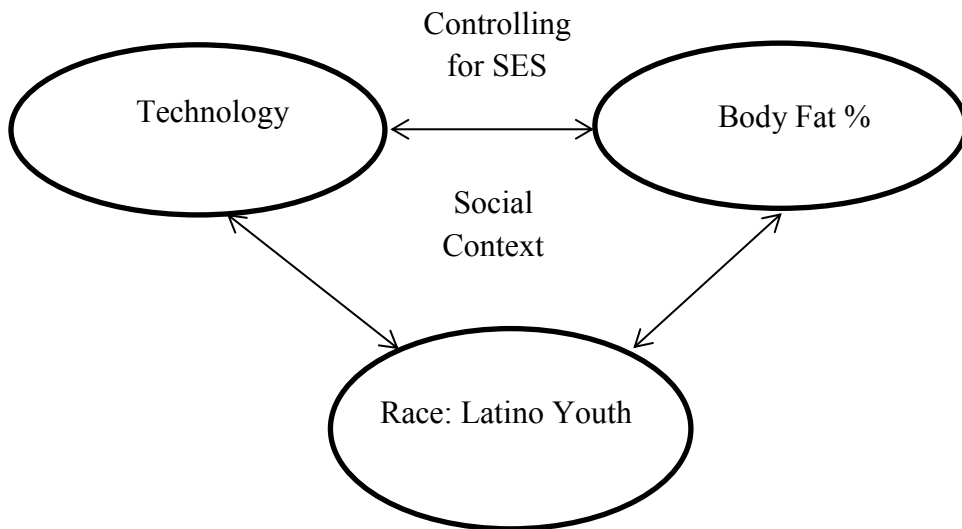 Controlling
for SES
Technology
Body Fat %
Social
Context
Race: Latino Youth